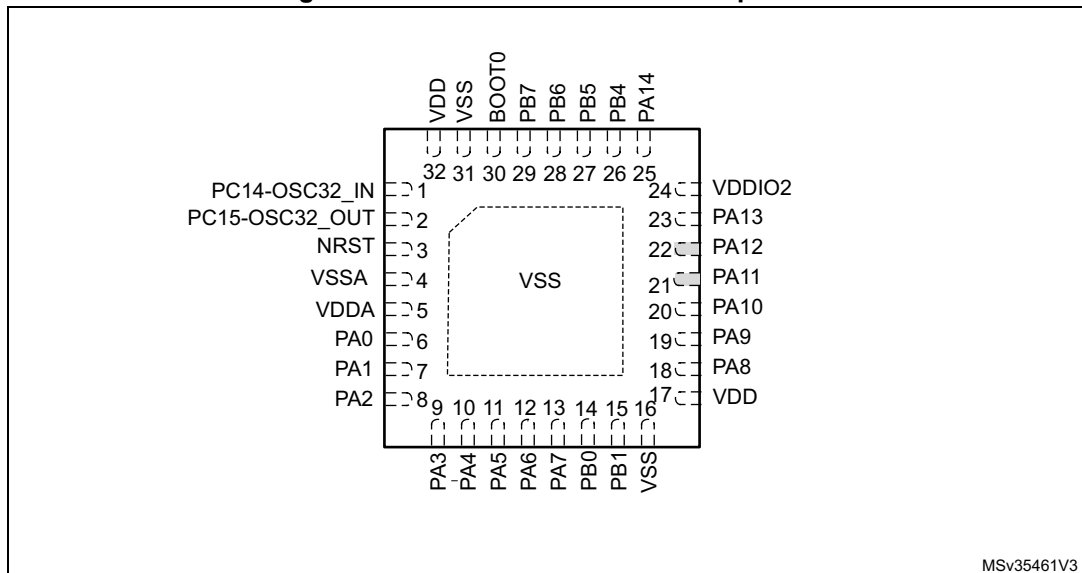 VDD
VSS
BOOT0
PB7
PB6
PB5
PB4
PA14
32 31 30 29 28 27 26 25
PC14-OSC32_IN 1
PC15-OSC32_OUT 2
NRST 3
VSSA 4
VDDA 5
PA0 6
PA1 7
PA2 8
VSS
24 VDDIO2
23 PA13
22 PA12
21 PA11
20 PA10
19 PA9
18 PA8
17 VDD
9 10 11 12 13 14 15 16
PA3
PA4
PA5
PA6
PA7
PB0
PB1
VSS
MSv35461V3